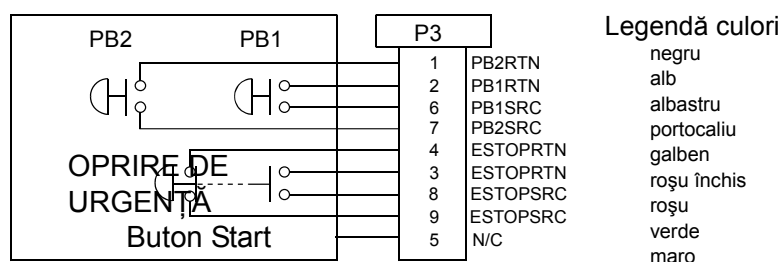 PB2
PB1
OPRIRE DE
URGENȚĂ
Buton Start
P3
1 PB2RTN
2 PB1RTN
6 PB1SRC
7 PB2SRC
4 ESTOPRTN
3 ESTOPRTN
8 ESTOPSRC
9 ESTOPSRC
5 N/C
Legendă culori
negru
alb
albastru
portocaliu
galben
roşu închis
roşu
verde
maro